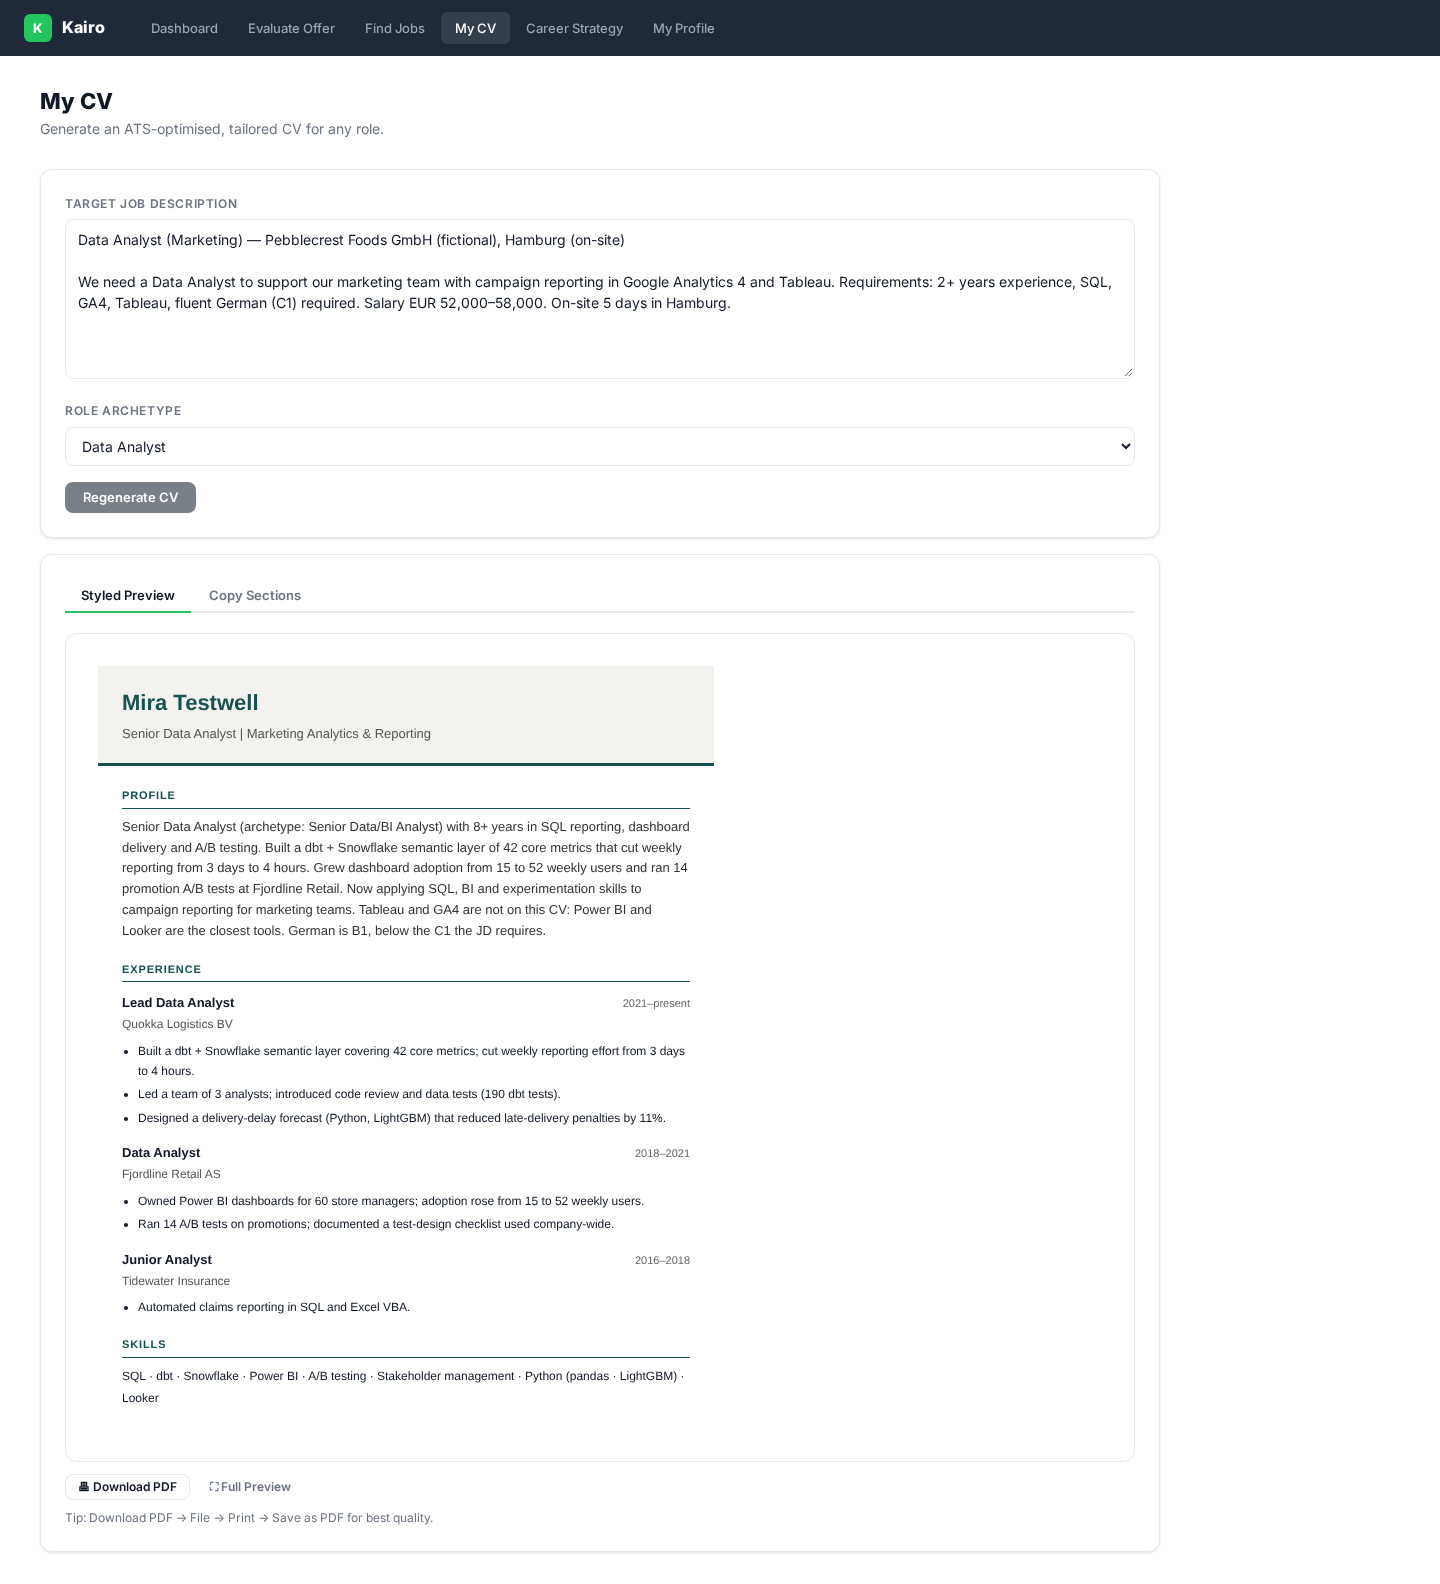 K Kairo Dashboard Evaluate Offer Find Jobs My CV Career Strategy My Profile
My CV
Generate an ATS-optimised, tailored CV for any role.
TARGET JOB DESCRIPTION
Data Analyst (Marketing) — Pebblecrest Foods GmbH (fictional), Hamburg (on-site)
We need a Data Analyst to support our marketing team with campaign reporting in Google Analytics 4 and Tableau. Requirements: 2+ years experience, SQL,
GA4, Tableau, fluent German (C1) required. Salary EUR 52,000–58,000. On-site 5 days in Hamburg.
ROLE ARCHETYPE
Data Analyst
Regenerate CV
Styled Preview Copy Sections
Mira Testwell
Senior Data Analyst | Marketing Analytics & Reporting
PROFILE
Senior Data Analyst (archetype: Senior Data/BI Analyst) with 8+ years in SQL reporting, dashboard
delivery and A/B testing. Built a dbt + Snowflake semantic layer of 42 core metrics that cut weekly
reporting from 3 days to 4 hours. Grew dashboard adoption from 15 to 52 weekly users and ran 14
promotion A/B tests at Fjordline Retail. Now applying SQL, BI and experimentation skills to
campaign reporting for marketing teams. Tableau and GA4 are not on this CV: Power BI and
Looker are the closest tools. German is B1, below the C1 the JD requires.
EXPERIENCE
Lead Data Analyst 2021–present
Quokka Logistics BV
• Built a dbt + Snowflake semantic layer covering 42 core metrics; cut weekly reporting effort from 3 days
to 4 hours.
• Led a team of 3 analysts; introduced code review and data tests (190 dbt tests).
• Designed a delivery-delay forecast (Python, LightGBM) that reduced late-delivery penalties by 11%.
Data Analyst 2018–2021
Fjordline Retail AS
• Owned Power BI dashboards for 60 store managers; adoption rose from 15 to 52 weekly users.
• Ran 14 A/B tests on promotions; documented a test-design checklist used company-wide.
Junior Analyst 2016–2018
Tidewater Insurance
• Automated claims reporting in SQL and Excel VBA.
SKILLS
SQL · dbt · Snowflake · Power BI · A/B testing · Stakeholder management · Python (pandas · LightGBM) ·
Looker
Download PDF Full Preview
Tip: Download PDF → File → Print → Save as PDF for best quality.